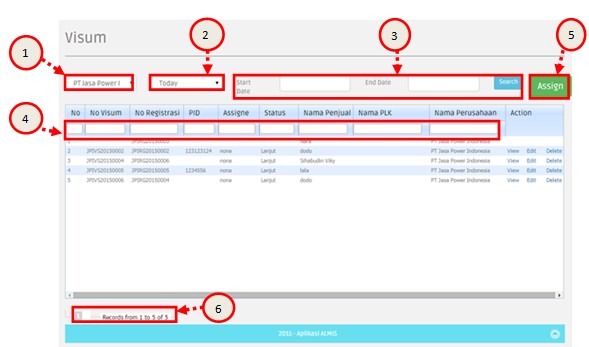 Visum
1
2
3
5
PT Jasa Power I
Today
Start Date
End Date
Search
Assign
4
No No Visum No Registrasi PID Assigne Status Nama Penjual Nama PLK Nama Perusahaan Action
1
2 JPIVS20150002 JPIRG20150002 123123124 none Lanjut dodo PT Jasa Power Indonesia View Edit Delete
3 JPIVS20150004 JPIRG20150006 none Lanjut Sihabudin Viky PT Jasa Power Indonesia View Edit Delete
4 JPIVS20150005 JPIRG20150005 1234556 none Lanjut lala PT Jasa Power Indonesia View Edit Delete
5 JPIVS20150006 JPIRG20150004 none Lanjut dodo PT Jasa Power Indonesia View Edit Delete
1 Records from 1 to 5 of 5
6
2015 - Aplikasi ALMIS